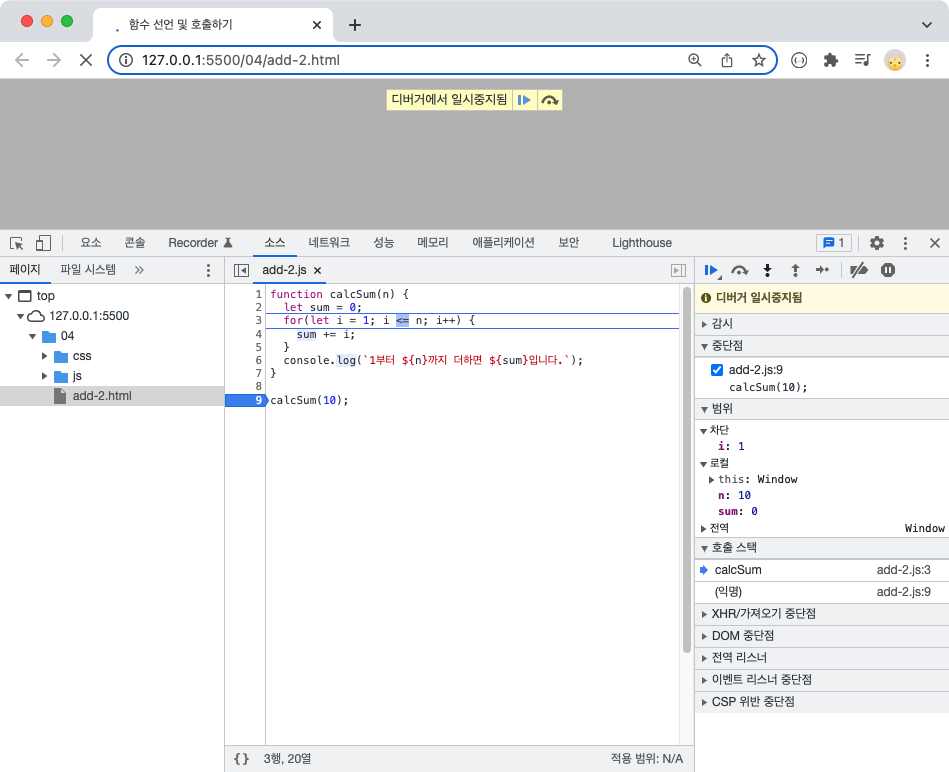 함수 선언 및 호출하기
127.0.0.1:5500/04/add-2.html
디버거에서 일시중지됨
요소 콘솔 Recorder 소스 네트워크 성능 메모리 애플리케이션 보안 Lighthouse 1
페이지 파일 시스템
top
127.0.0.1:5500
04
css
js
add-2.html
add-2.js
1 function calcSum(n) {
2 let sum = 0;
3 for(let i = 1; i <= n; i++) {
4 sum += i;
5 }
6 console.log(`1부터 ${n}까지 더하면 ${sum}입니다.`);
7 }
8
9 calcSum(10);
{ } 3행, 20열 적용 범위: N/A
디버거 일시중지됨
감시
중단점
add-2.js:9
calcSum(10);
범위
차단
i: 1
로컬
this: Window
n: 10
sum: 0
전역 Window
호출 스택
calcSum add-2.js:3
(익명) add-2.js:9
XHR/가져오기 중단점
DOM 중단점
전역 리스너
이벤트 리스너 중단점
CSP 위반 중단점